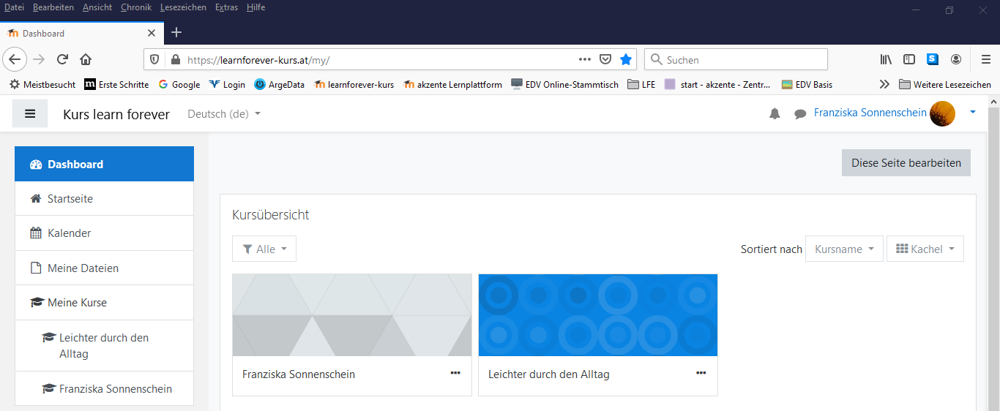 Datei Bearbeiten Ansicht Chronik Lesezeichen Extras Hilfe
Dashboard
https://learnforever-kurs.at/my/
Suchen
Meistbesucht Erste Schritte Google Login ArgeData learnforever-kurs akzente Lernplattform EDV Online-Stammtisch LFE start - akzente - Zentr... EDV Basis Weitere Lesezeichen
Kurs learn forever Deutsch (de) Franziska Sonnenschein
Dashboard
Startseite
Kalender
Meine Dateien
Meine Kurse
Leichter durch den
Alltag
Franziska Sonnenschein
Diese Seite bearbeiten
Kursübersicht
Alle Sortiert nach Kursname Kachel
Franziska Sonnenschein
Leichter durch den Alltag